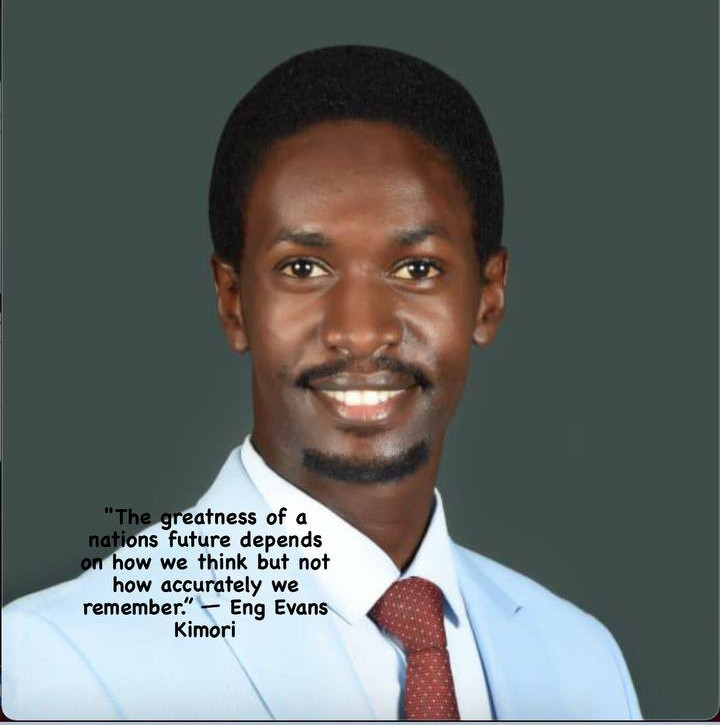 "The greatness of a
nations future depends
on how we think but not
how accurately we
remember.” — Eng Evans
Kimori